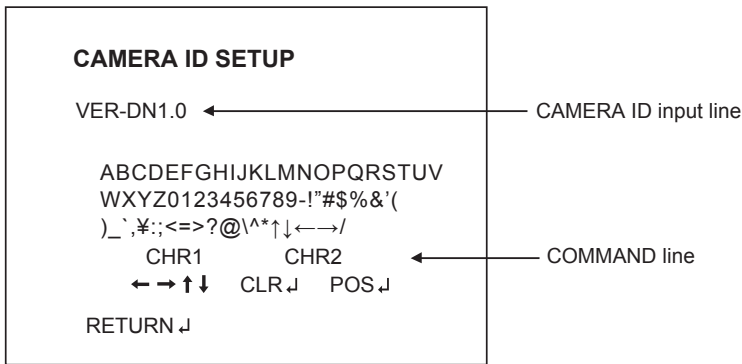 CAMERA ID SETUP
VER-DN1.0
CAMERA ID input line
ABCDEFGHIJKLMNOPQRSTUV
WXYZ0123456789-!”#$%&’(
)_`,¥:;<=>?@\^*↑↓←→/
CHR1 CHR2
COMMAND line
←→↑↓ CLR↵ POS↵
RETURN↵